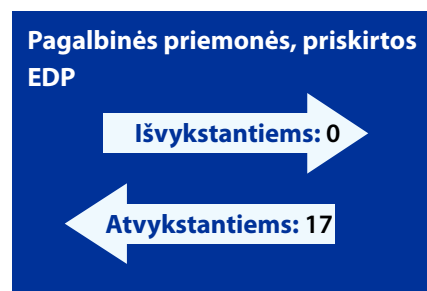 Pagalbinės priemonės, priskirtos
EDP
Išvykstantiems: 0
Atvykstantiems: 17